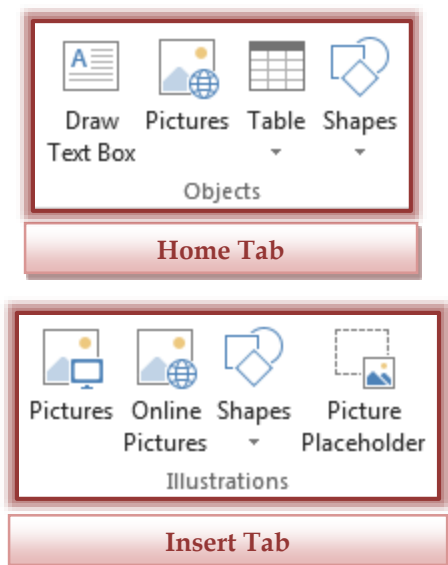 A
Draw Pictures Table Shapes
Text Box
Objects
Home Tab
Pictures Online Shapes Picture
Pictures Placeholder
Illustrations
Insert Tab